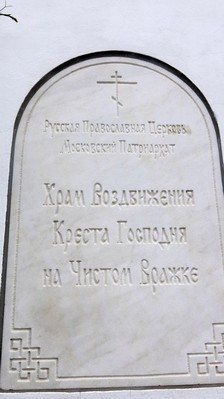 Русская Православная Церковь
Московский Патриархат
Храм Воздвижения
Креста Господня
на Чистом Вражке